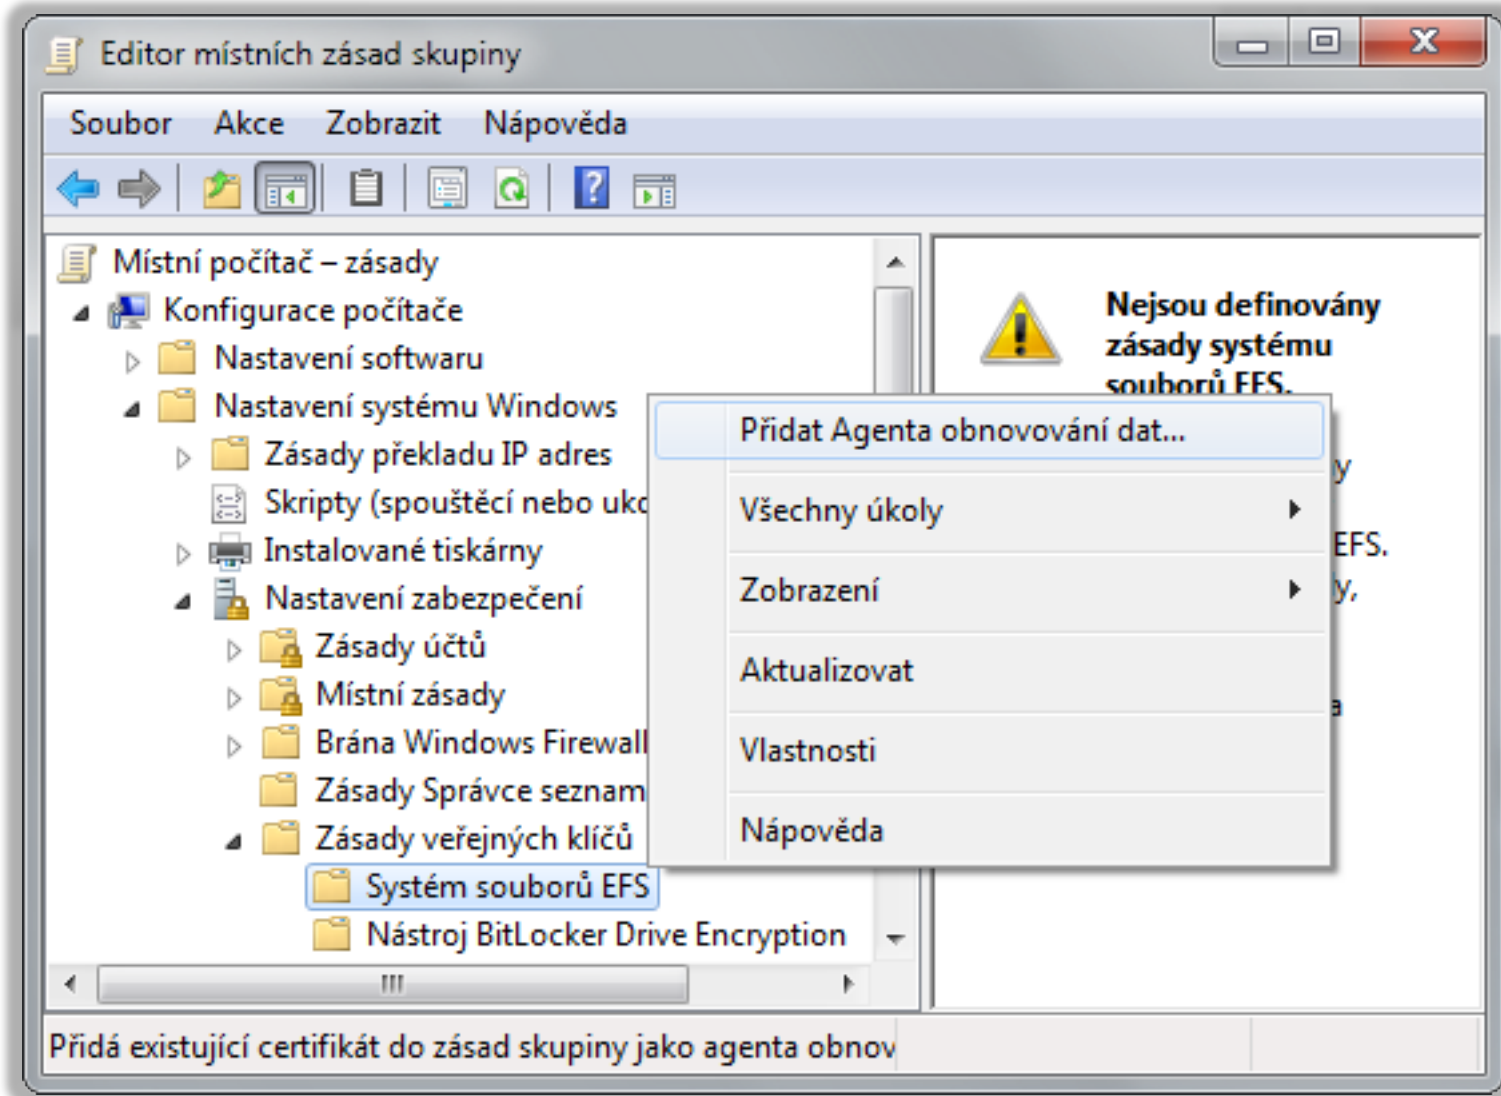 Editor místních zásad skupiny
Soubor Akce Zobrazit Nápověda
Místní počítač – zásady
Konfigurace počítače
Nastavení softwaru
Nastavení systému Windows
Zásady překladu IP adres
Skripty (spouštěcí nebo
Instalované tiskárny
Nastavení zabezpečení
Zásady účtů
Místní zásady
Brána Windows Firewall
Zásady Správce seznam
Zásady veřejných klíčů
Systém souborů EFS
Nástroj BitLocker Drive Encryption
Nejsou definovány
zásady systému
souborů EFS.
y
EFS.
y,
a
Přidat Agenta obnovování dat...
Všechny úkoly
Zobrazení
Aktualizovat
Vlastnosti
Nápověda
Přidá existující certifikát do zásad skupiny jako agenta obnov